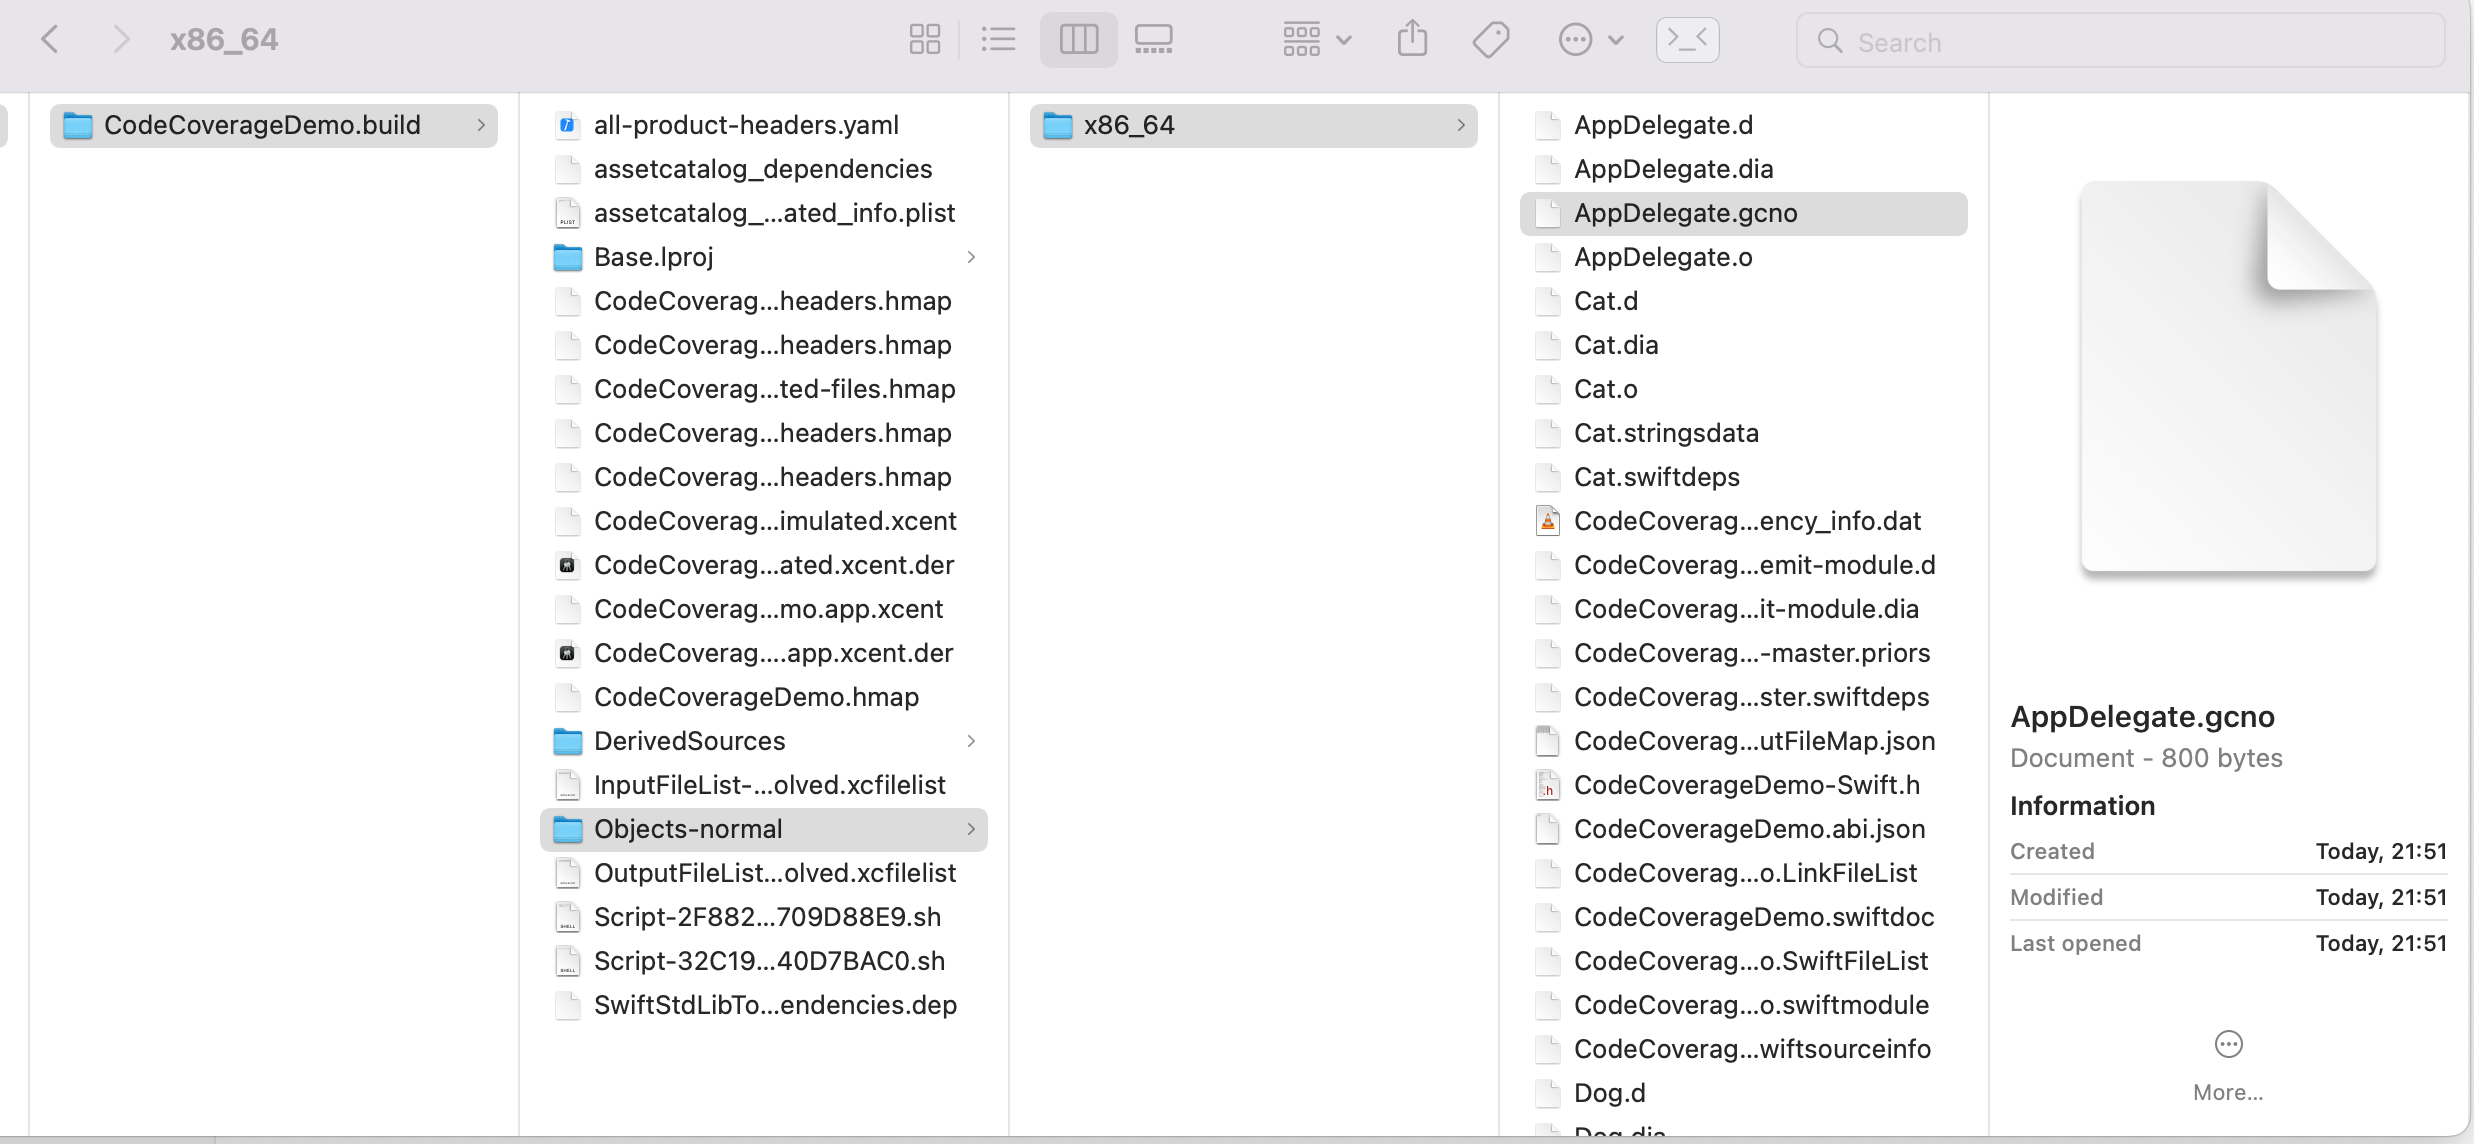 x86_64
Search
CodeCoverageDemo.build
all-product-headers.yaml
assetcatalog_dependencies
assetcatalog_...ated_info.plist
Base.lproj
CodeCoverag...headers.hmap
CodeCoverag...headers.hmap
CodeCoverag...ted-files.hmap
CodeCoverag...headers.hmap
CodeCoverag...headers.hmap
CodeCoverag...imulated.xcent
CodeCoverag...ated.xcent.der
CodeCoverag...mo.app.xcent
CodeCoverag....app.xcent.der
CodeCoverageDemo.hmap
DerivedSources
InputFileList-...olved.xcfilelist
Objects-normal
OutputFileList...olved.xcfilelist
Script-2F882...709D88E9.sh
Script-32C19...40D7BAC0.sh
SwiftStdLibTo...endencies.dep
x86_64
AppDelegate.d
AppDelegate.dia
AppDelegate.gcno
AppDelegate.o
Cat.d
Cat.dia
Cat.o
Cat.stringsdata
Cat.swiftdeps
CodeCoverag...ency_info.dat
CodeCoverag...emit-module.d
CodeCoverag...it-module.dia
CodeCoverag...-master.priors
CodeCoverag...ster.swiftdeps
CodeCoverag...utFileMap.json
CodeCoverageDemo-Swift.h
CodeCoverageDemo.abi.json
CodeCoverag...o.LinkFileList
CodeCoverageDemo.swiftdoc
CodeCoverag...o.SwiftFileList
CodeCoverag...o.swiftmodule
CodeCoverag...wiftsourceinfo
Dog.d
Dog.dia
AppDelegate.gcno
Document - 800 bytes
Information
Created Today, 21:51
Modified Today, 21:51
Last opened Today, 21:51
More...